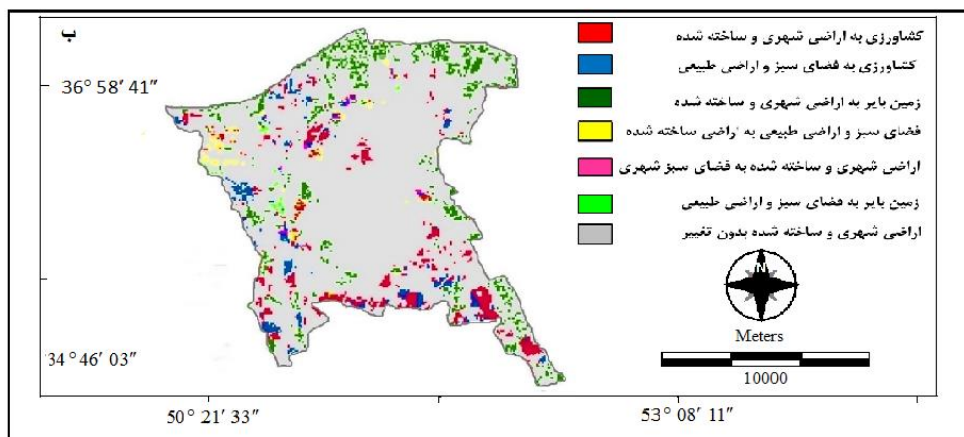 ب
36° 58′ 41″
34° 46′ 03″
50° 21′ 33″
53° 08′ 11″
کشاورزی به اراضی شهری و ساخته شده
کشاورزی به فضای سبز و اراضی طبیعی
زمین بایر به اراضی شهری و ساخته شده
فضای سبز و اراضی طبیعی به اراضی ساخته شده
اراضی شهری و ساخته شده به فضای سبز شهری
زمین بایر به فضای سبز و اراضی طبیعی
اراضی شهری و ساخته شده بدون تغییر
N
Meters
10000